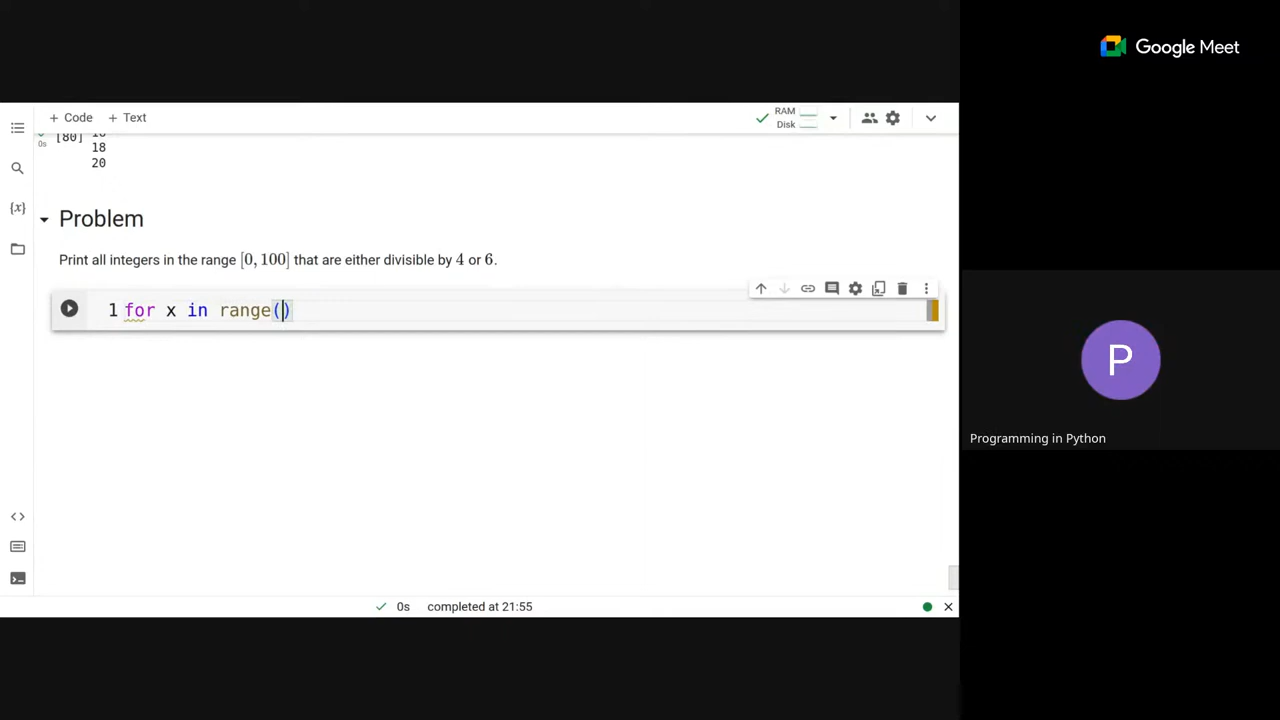 Google Meet
+ Code + Text
RAM
Disk
[80]
0s
18
20
Problem
Print all integers in the range [0, 100] that are either divisible by 4 or 6.
1 for x in range()
{x}
P
Programming in Python
0s completed at 21:55